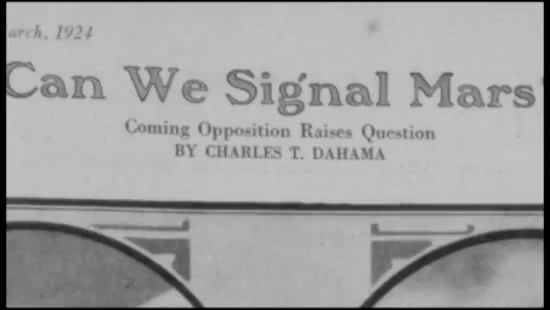 arch, 1924
Can We Signal Mars
Coming Opposition Raises Question
BY CHARLES T. DAHAMA